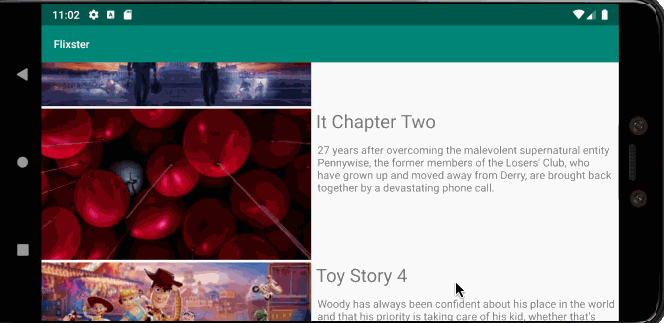 11:02
Flixster
It Chapter Two
27 years after overcoming the malevolent supernatural entity
Pennywise, the former members of the Losers' Club, who
have grown up and moved away from Derry, are brought back
together by a devastating phone call.
Toy Story 4
Woody has always been confident about his place in the world
and that his priority is taking care of his kid, whether that's